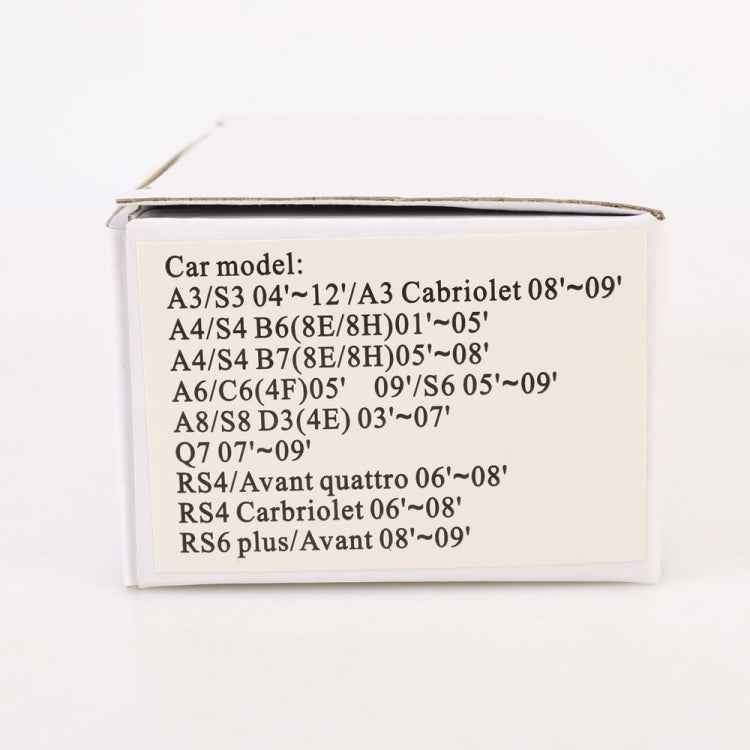 Car model:
A3/S3 04'~12'/A3 Cabriolet 08'~09'
A4/S4 B6(8E/8H)01'~05'
A4/S4 B7(8E/8H)05'~08'
A6/C6(4F)05' 09'/S6 05'~09'
A8/S8 D3(4E) 03'~07'
Q7 07'~09'
RS4/Avant quattro 06'~08'
RS4 Carbriolet 06'~08'
RS6 plus/Avant 08'~09'